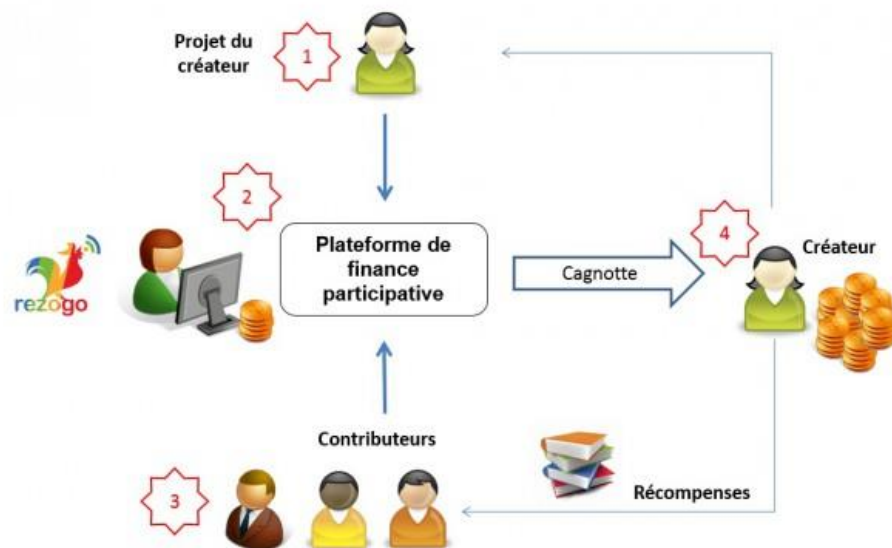 Projet du
créateur
1
2
rezogo
Plateforme de
finance
participative
Cagnotte
4
Créateur
Contributeurs
3
Récompenses